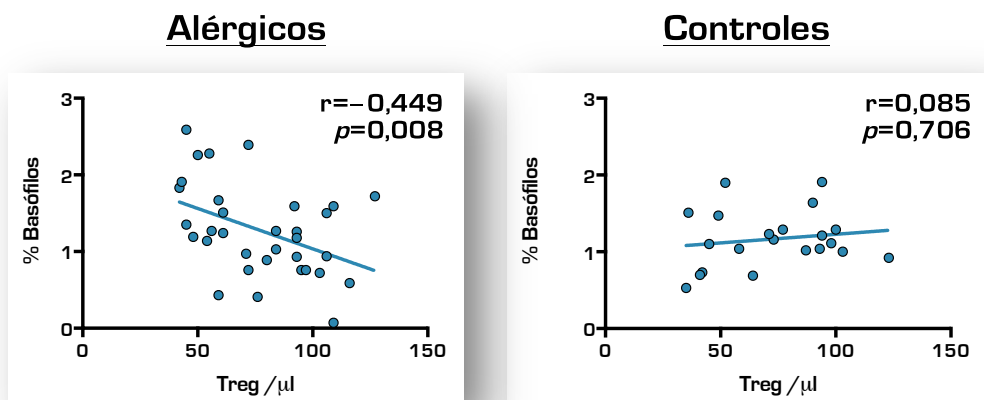 Alérgicos
r=–0,449
p=0,008
3
2
1
0
% Basófilos
0 50 100 150
Treg /µl
Controles
r=0,085
p=0,706
3
2
1
0
% Basófilos
0 50 100 150
Treg /µl